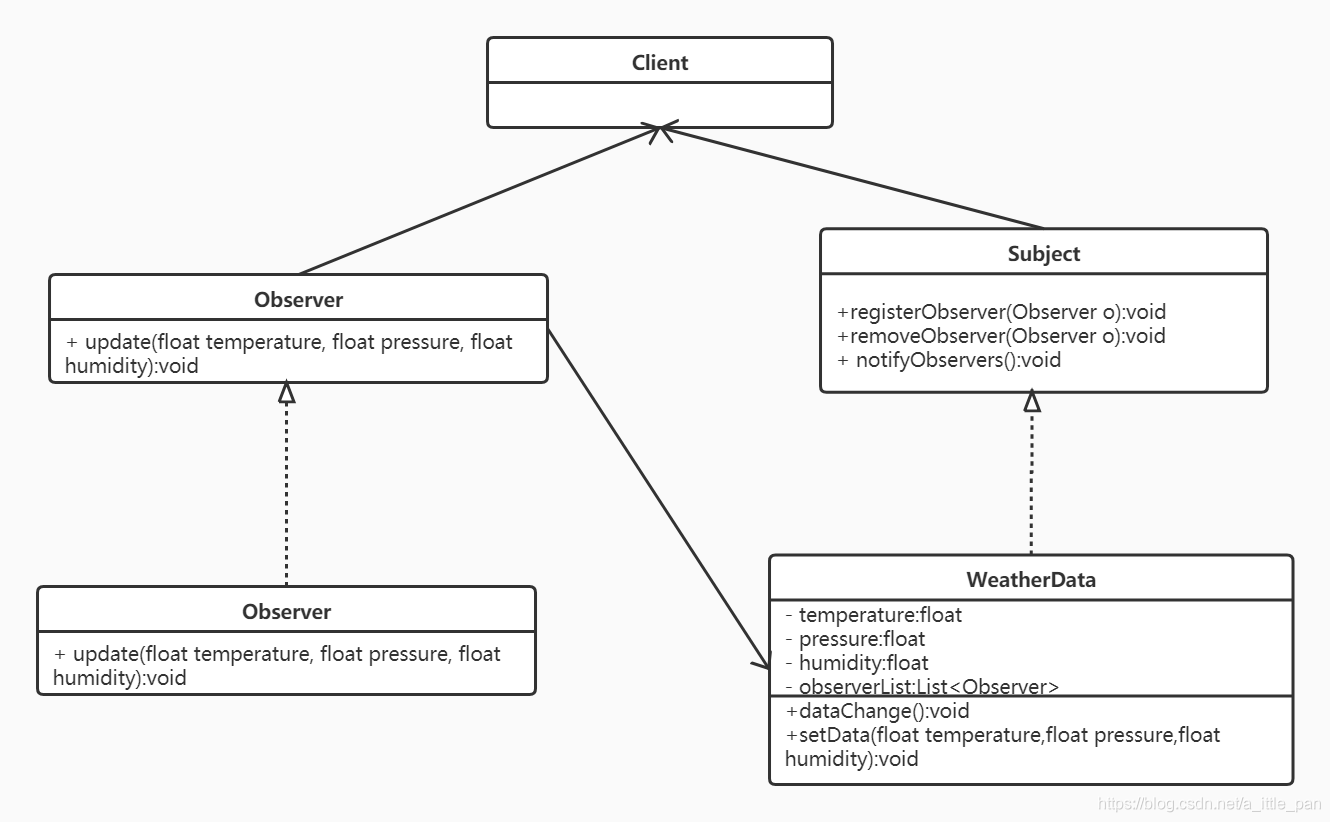 Client
Subject
+registerObserver(Observer o):void
+removeObserver(Observer o):void
+ notifyObservers():void
Observer
+ update(float temperature, float pressure, float
humidity):void
Observer
+ update(float temperature, float pressure, float
humidity):void
WeatherData
- temperature:float
- pressure:float
- humidity:float
- observerList:List<Observer>
+dataChange():void
+setData(float temperature,float pressure,float
humidity):void
https://blog.csdn.net/a_ittle_pan